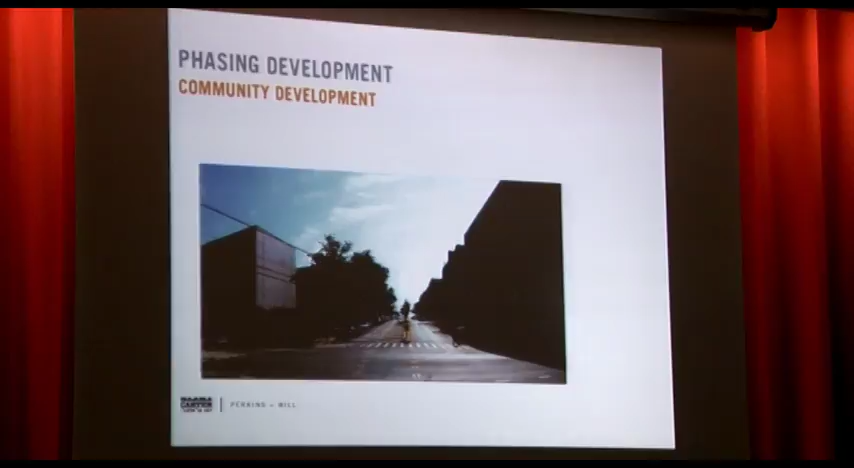 PHASING DEVELOPMENT
COMMUNITY DEVELOPMENT
PERKINS + WILL